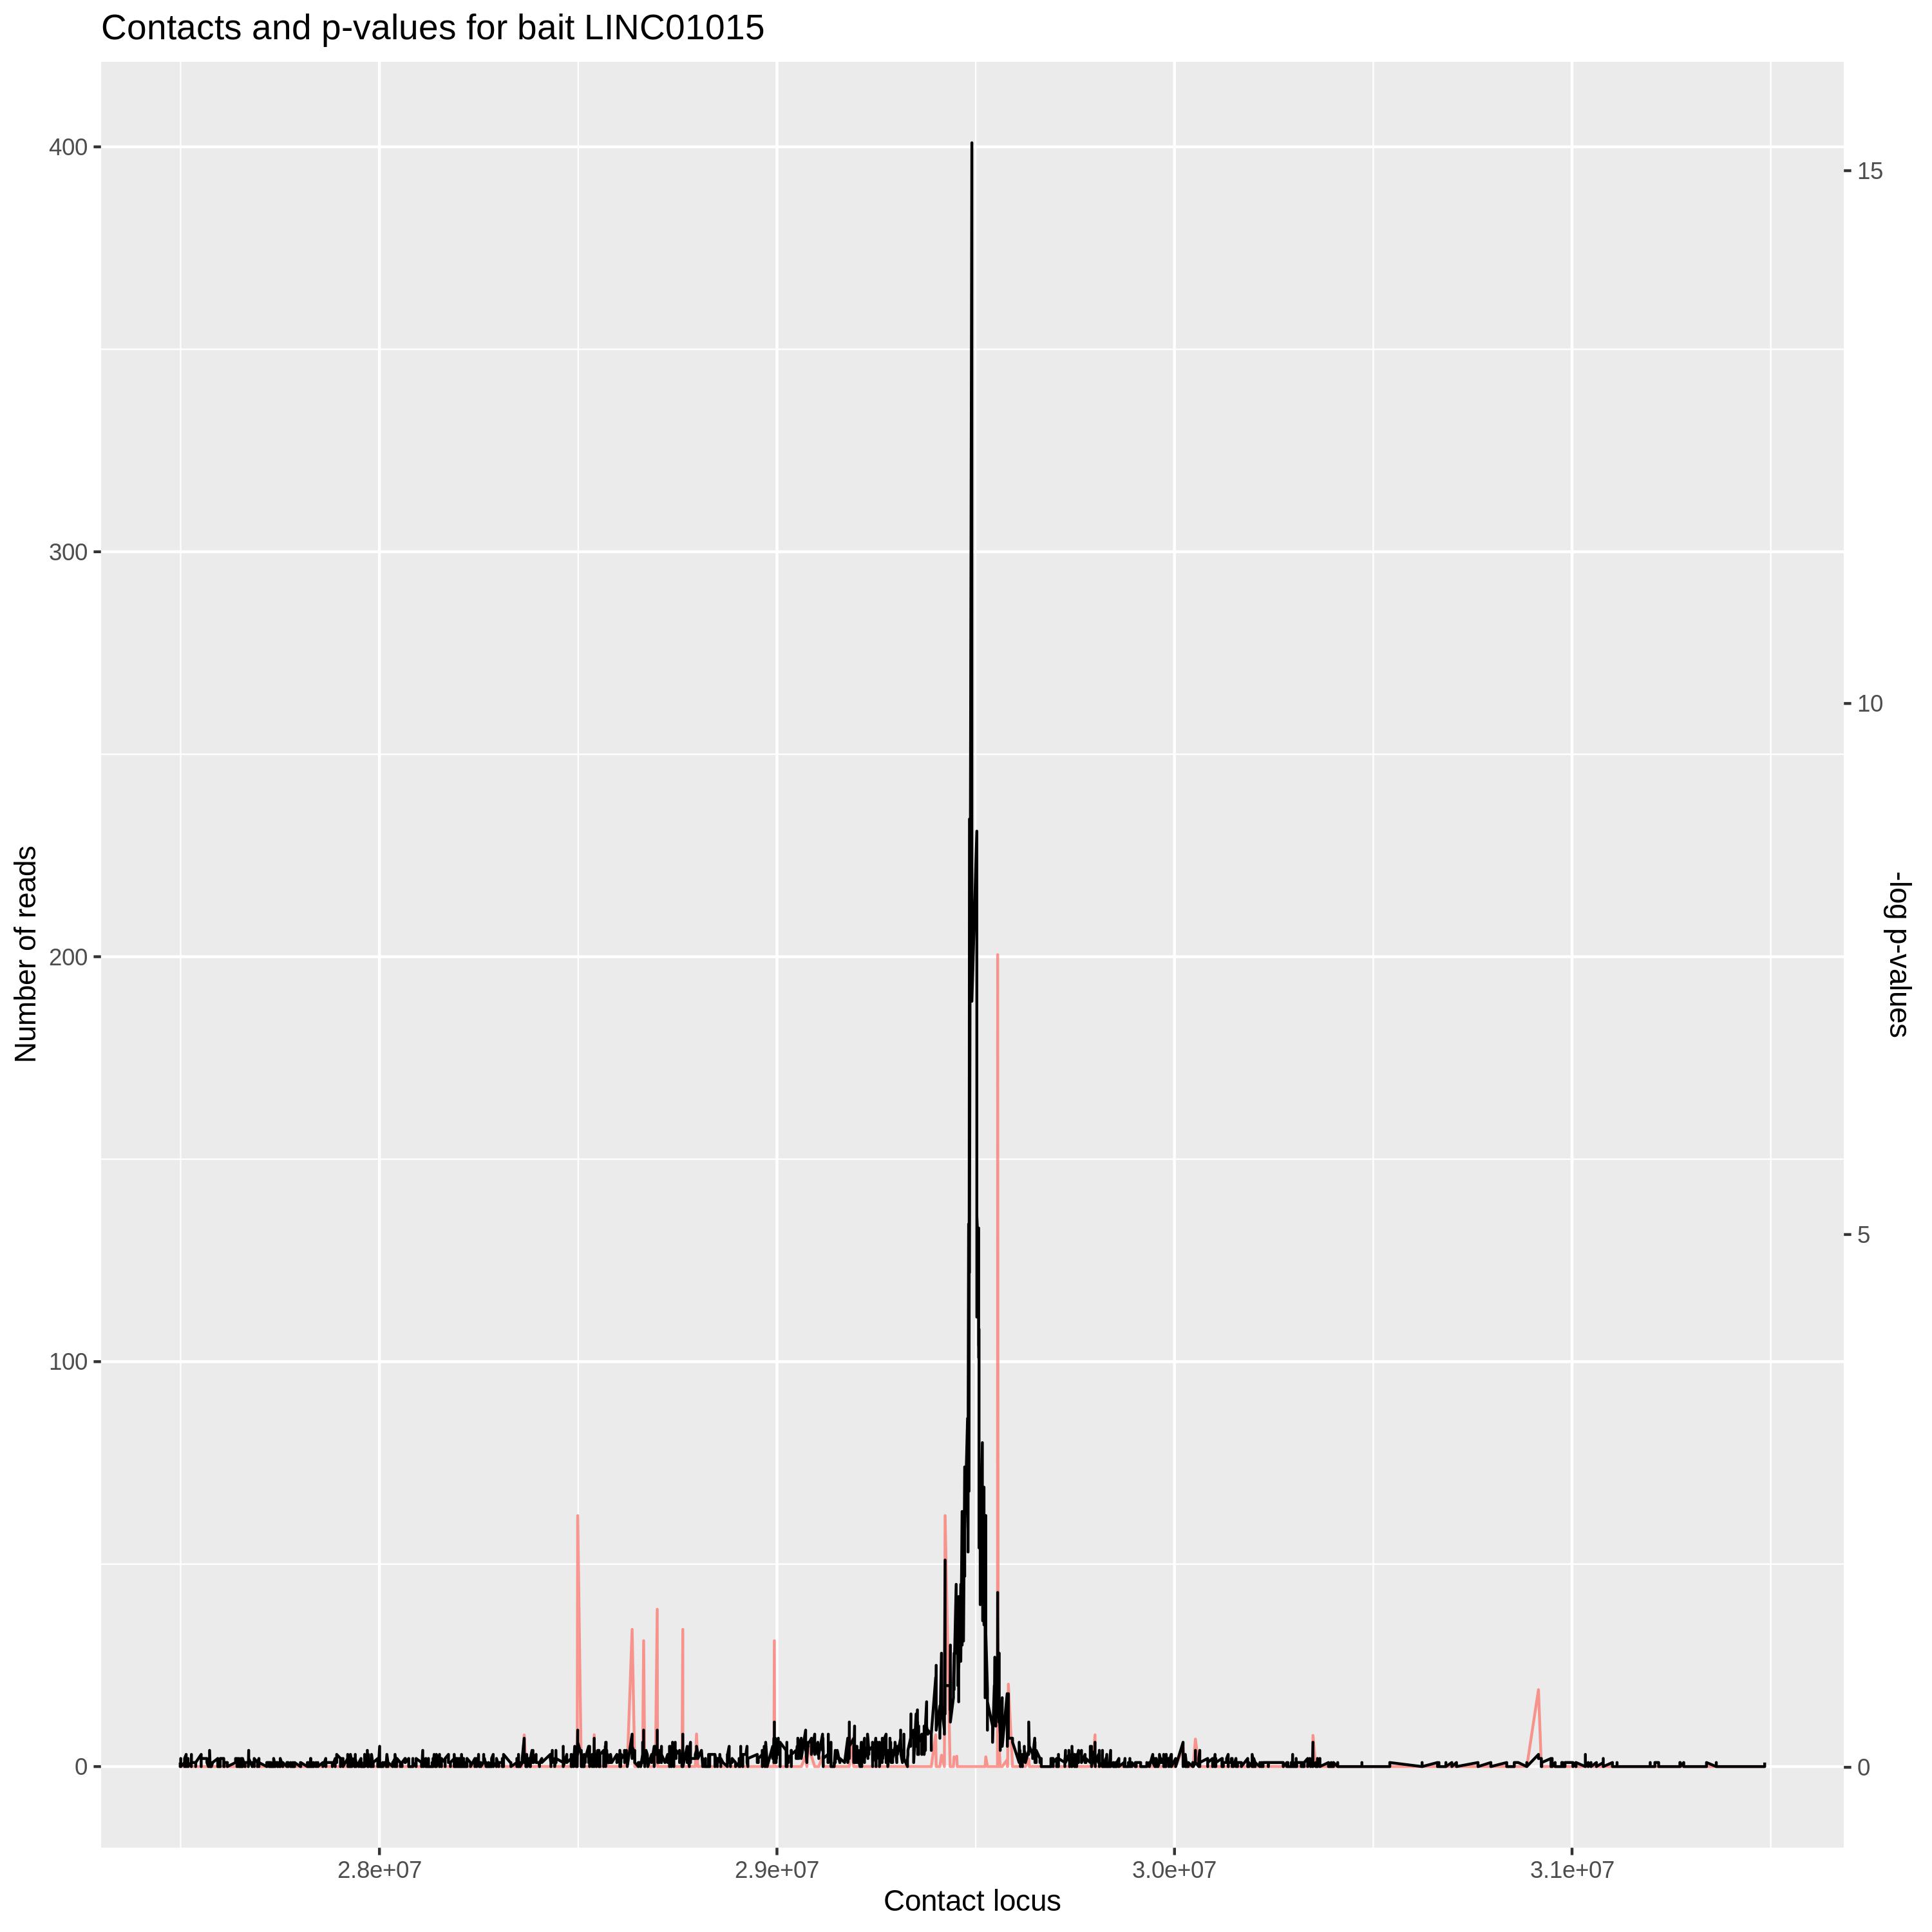 Contacts and p-values for bait LINC01015
400
300
200
100
0
Number of reads
15
10
5
0
-log p-values
2.8e+07
2.9e+07
3.0e+07
3.1e+07
Contact locus